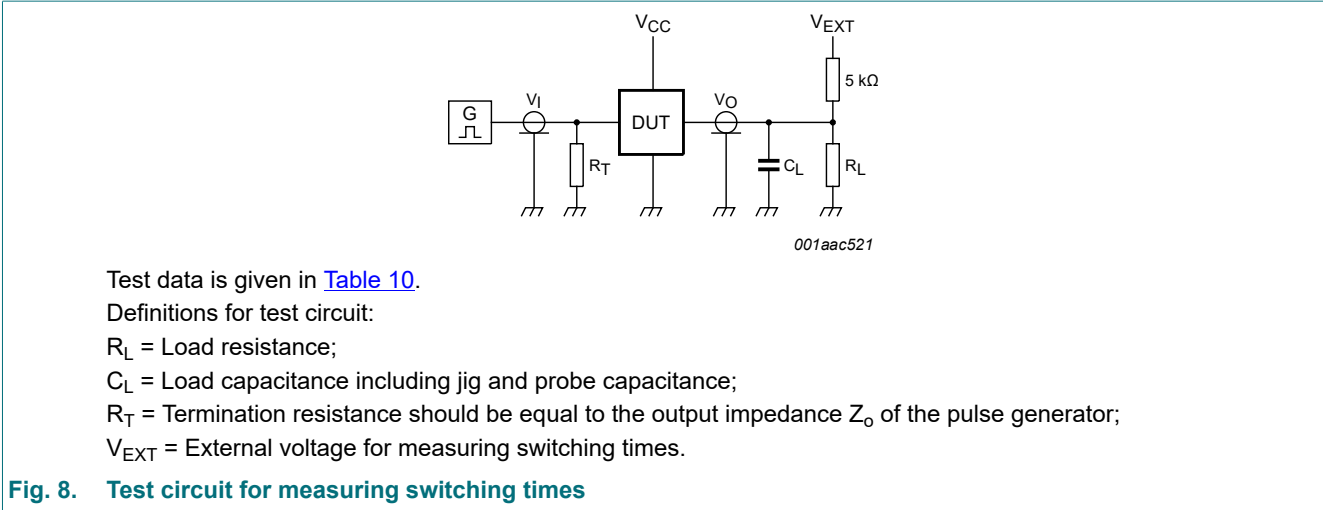 VCC
VEXT
5 kΩ
G
VI
DUT
VO
RT
CL
RL
001aac521
Test data is given in Table 10.
Definitions for test circuit:
RL = Load resistance;
CL = Load capacitance including jig and probe capacitance;
RT = Termination resistance should be equal to the output impedance Zo of the pulse generator;
VEXT = External voltage for measuring switching times.
Fig. 8. Test circuit for measuring switching times